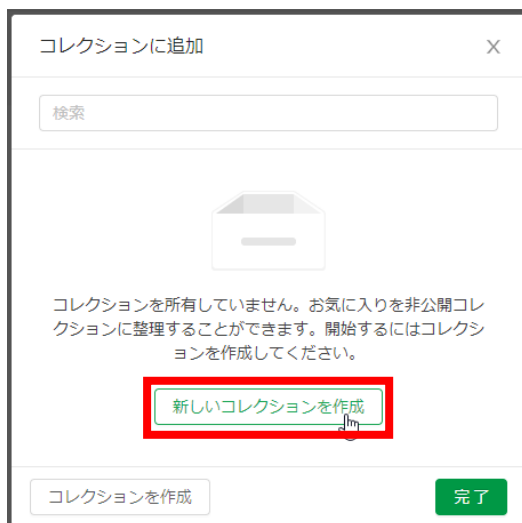 コレクションに追加
X
検索
コレクションを所有していません。お気に入りを非公開コレ
クションに整理することができます。開始するにはコレクシ
ョンを作成してください。
新しいコレクションを作成
コレクションを作成
完了